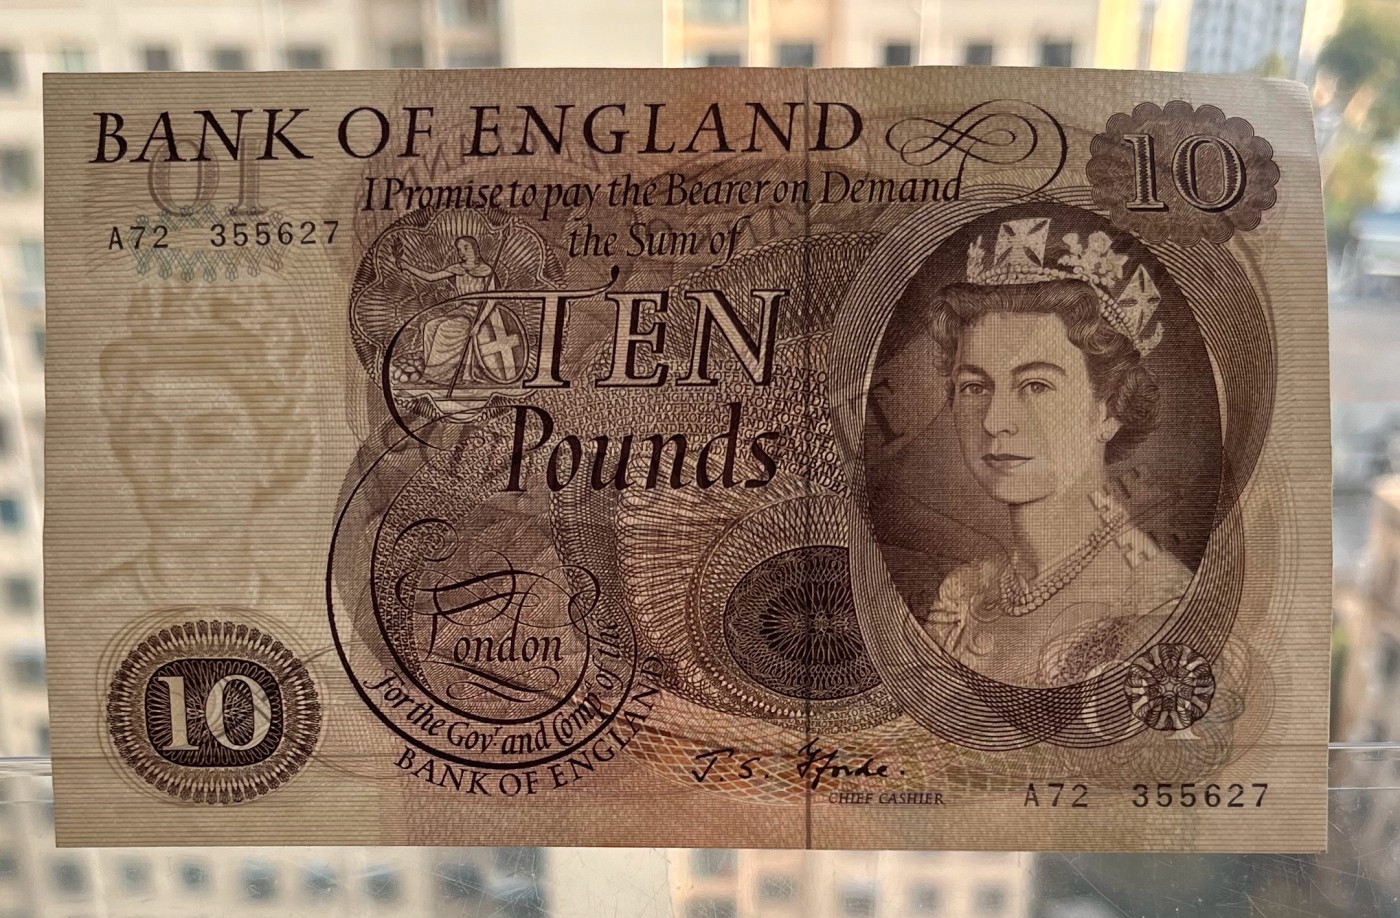 BANK OF ENGLAND
10
I Promise to pay the Bearer on Demand
the Sum of
A72 355627
TEN
Pounds
London
For the Govr and Comp of the
BANK OF ENGLAND
10
J. S. Fforde.
CHIEF CASHIER
A72 355627